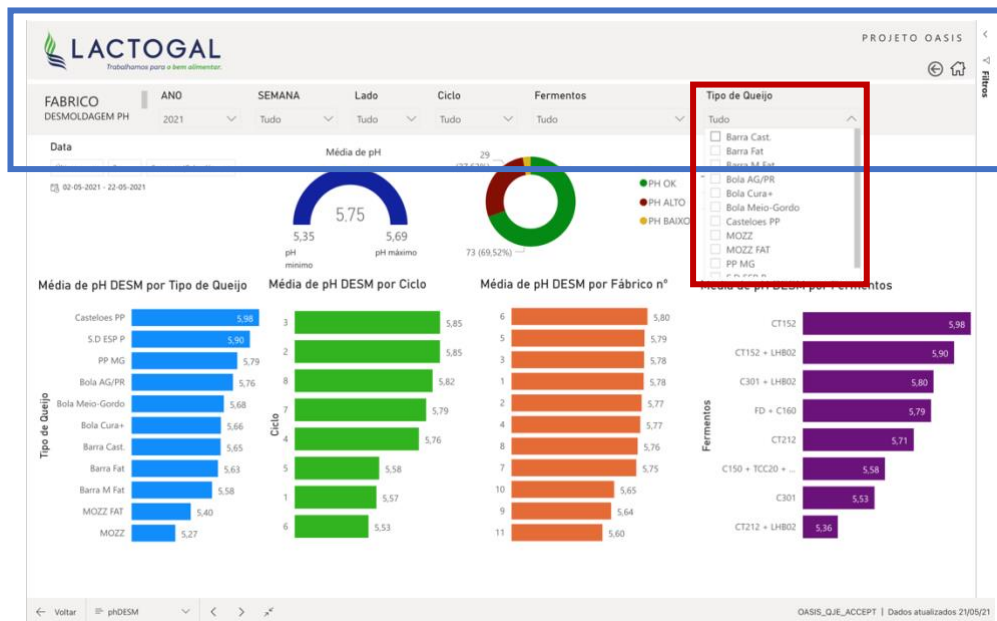 PROJETO OASIS
LACTOGAL
Trabalhamos para o bem alimentar.
Filtros
FABRICO
DESMOLDAGEM PH
ANO
2021
SEMANA
Tudo
Lado
Tudo
Ciclo
Tudo
Fermentos
Tudo
Tipo de Queijo
Tudo
Barra Cast.
Barra Fat
Barra M Fat
Bola AG/PR
Bola Cura+
Bola Meio-Gordo
Casteloes PP
MOZZ
MOZZ FAT
PP MG
S.D ESP P
Data
02-05-2021 - 22-05-2021
Média de pH
5,75
5,35
5,69
pH
minimo
pH máximo
29
(27,62%)
73 (69,52%)
PH OK
PH ALTO
PH BAIXO
Média de pH DESM por Tipo de Queijo
Tipo de Queijo
Casteloes PP 5,98
S.D ESP P 5,90
PP MG 5,79
Bola AG/PR 5,76
Bola Meio-Gordo 5,68
Bola Cura+ 5,66
Barra Cast. 5,65
Barra Fat 5,63
Barra M Fat 5,58
MOZZ FAT 5,40
MOZZ 5,27
Média de pH DESM por Ciclo
Ciclo
3 5,85
2 5,85
8 5,82
7 5,79
4 5,76
5 5,58
1 5,57
6 5,53
Média de pH DESM por Fábrico nº
6 5,80
5 5,79
3 5,78
1 5,78
2 5,77
4 5,77
8 5,76
7 5,75
10 5,65
9 5,64
11 5,60
Média de pH DESM por Fermentos
Fermentos
CT152 5,98
CT152 + LHB02 5,90
C301 + LHB02 5,80
FD + C160 5,79
CT212 5,71
C150 + TCC20 + ... 5,58
C301 5,53
CT212 + LHB02 5,36
Voltar
phDESM
OASIS_QJE_ACCEPT | Dados atualizados 21/05/21